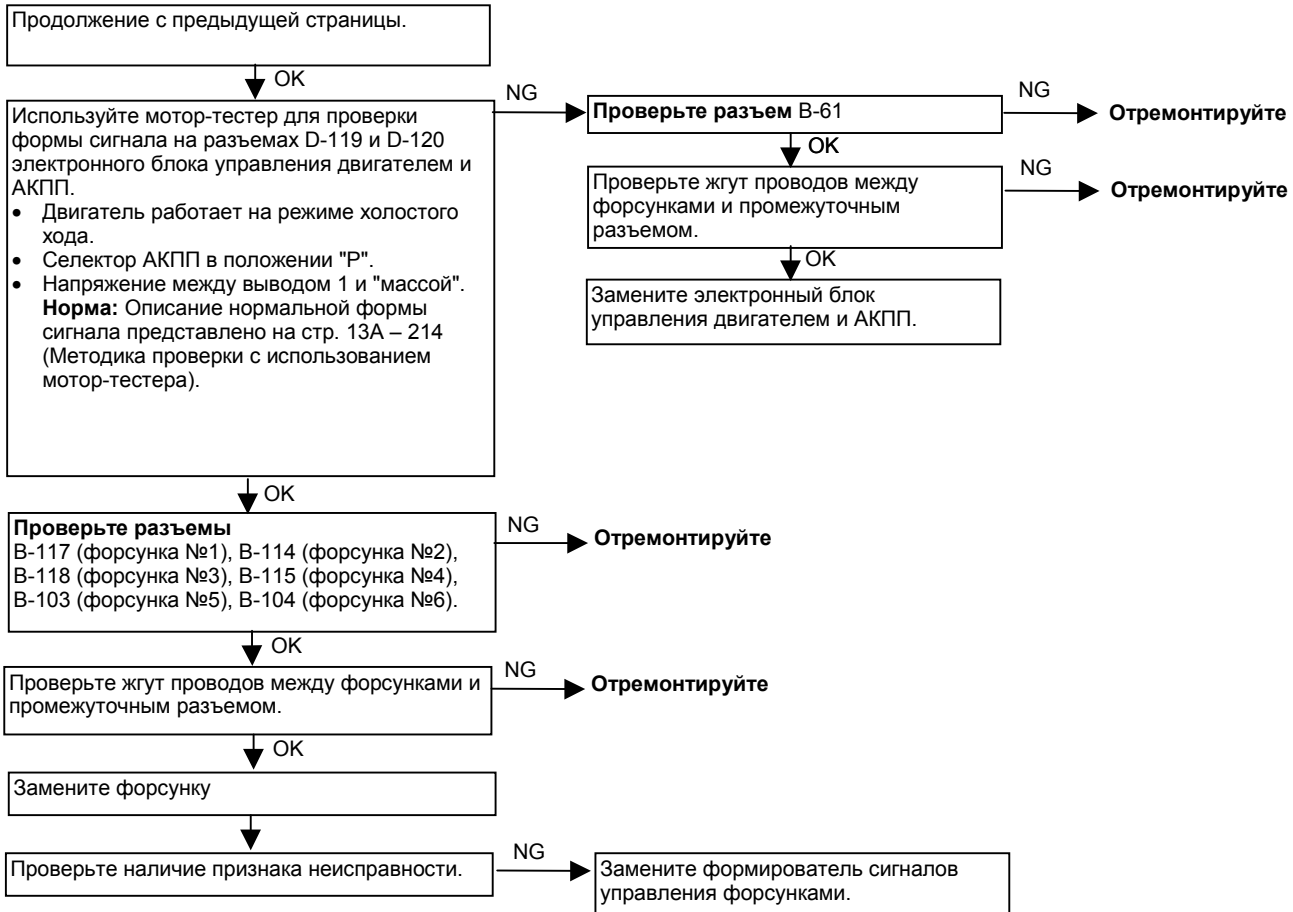 Продолжение с предыдущей страницы.
OK
Используйте мотор-тестер для проверки
формы сигнала на разъемах D-119 и D-120
электронного блока управления двигателем и
АКПП.
• Двигатель работает на режиме холостого
хода.
• Селектор АКПП в положении "Р".
• Напряжение между выводом 1 и "массой".
Норма: Описание нормальной формы
сигнала представлено на стр. 13А – 214
(Методика проверки с использованием
мотор-тестера).
NG
Проверьте разъем B-61
NG
Отремонтируйте
OK
Проверьте жгут проводов между
форсунками и промежуточным
разъемом.
NG
Отремонтируйте
OK
Замените электронный блок
управления двигателем и АКПП.
OK
Проверьте разъемы
B-117 (форсунка №1), B-114 (форсунка №2),
B-118 (форсунка №3), B-115 (форсунка №4),
B-103 (форсунка №5), B-104 (форсунка №6).
NG
Отремонтируйте
OK
Проверьте жгут проводов между форсунками и
промежуточным разъемом.
NG
Отремонтируйте
OK
Замените форсунку
Проверьте наличие признака неисправности.
NG
Замените формирователь сигналов
управления форсунками.